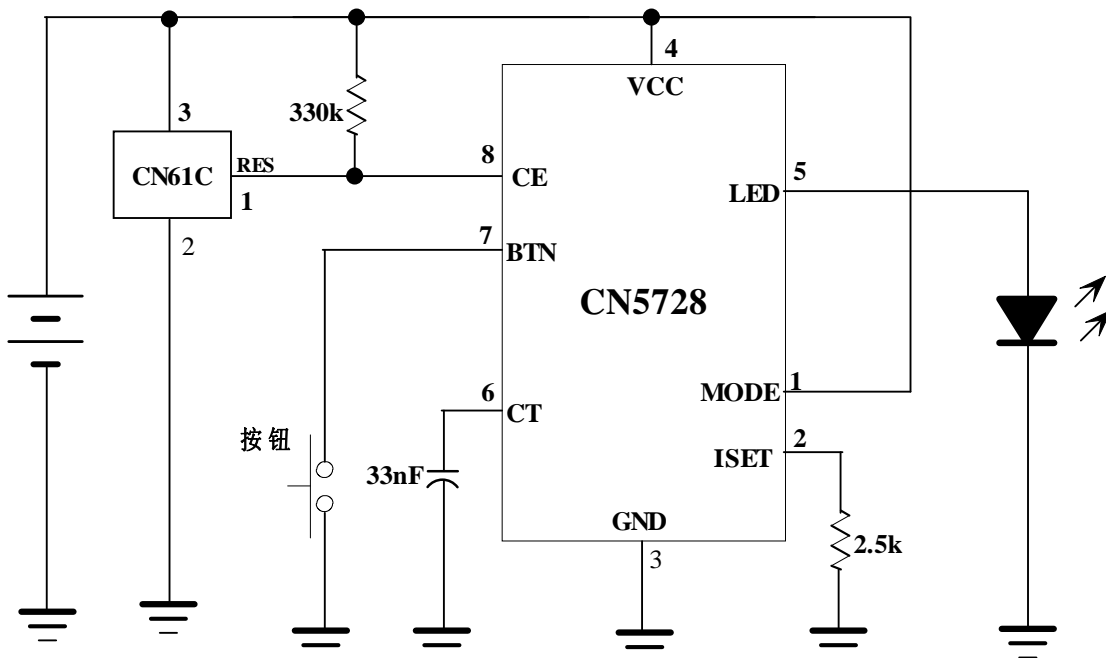 4
VCC
3
330k
CN61C
RES
1
2
8
CE
5
LED
7
BTN
CN5728
6
CT
1
MODE
按钮
33nF
2
ISET
GND
3
2.5k